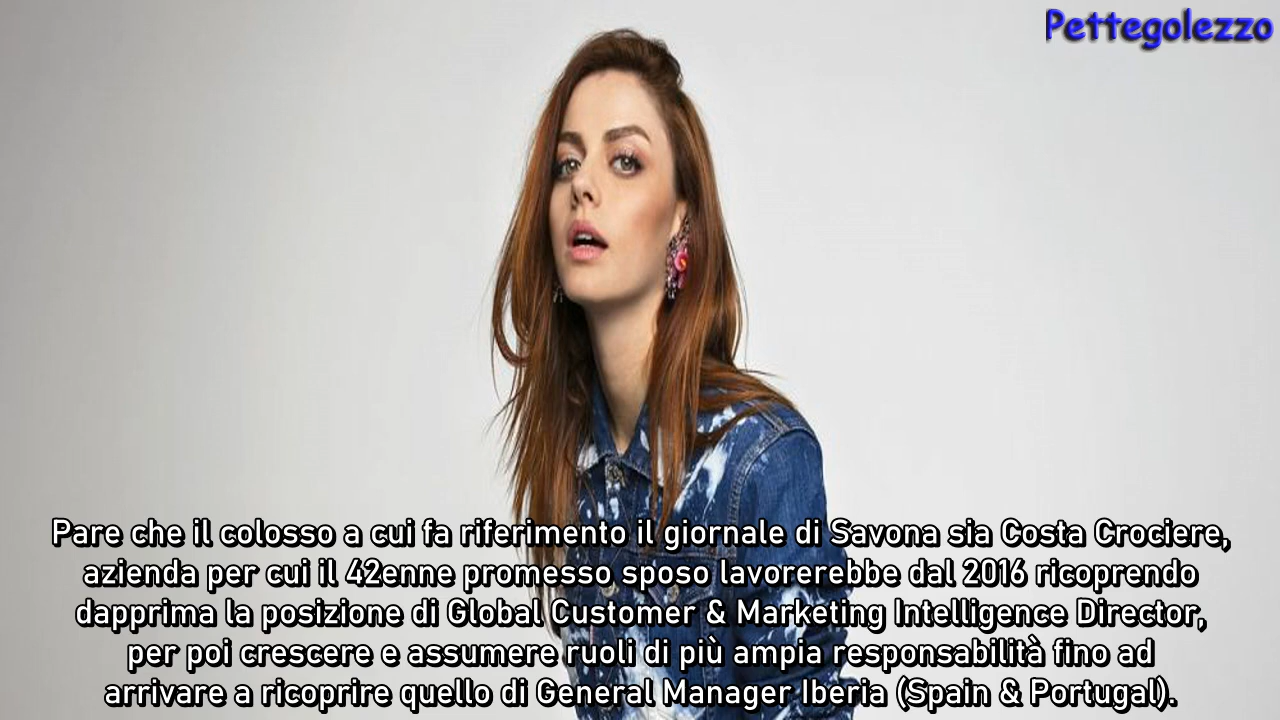 Pettegolezzo
Pare che il colosso a cui fa riferimento il giornale di Savona sia Costa Crociere,
azienda per cui il 42enne promesso sposo lavorerebbe dal 2016 ricoprendo
dapprima la posizione di Global Customer & Marketing Intelligence Director,
per poi crescere e assumere ruoli di più ampia responsabilità fino ad
arrivare a ricoprire quello di General Manager Iberia (Spain & Portugal).